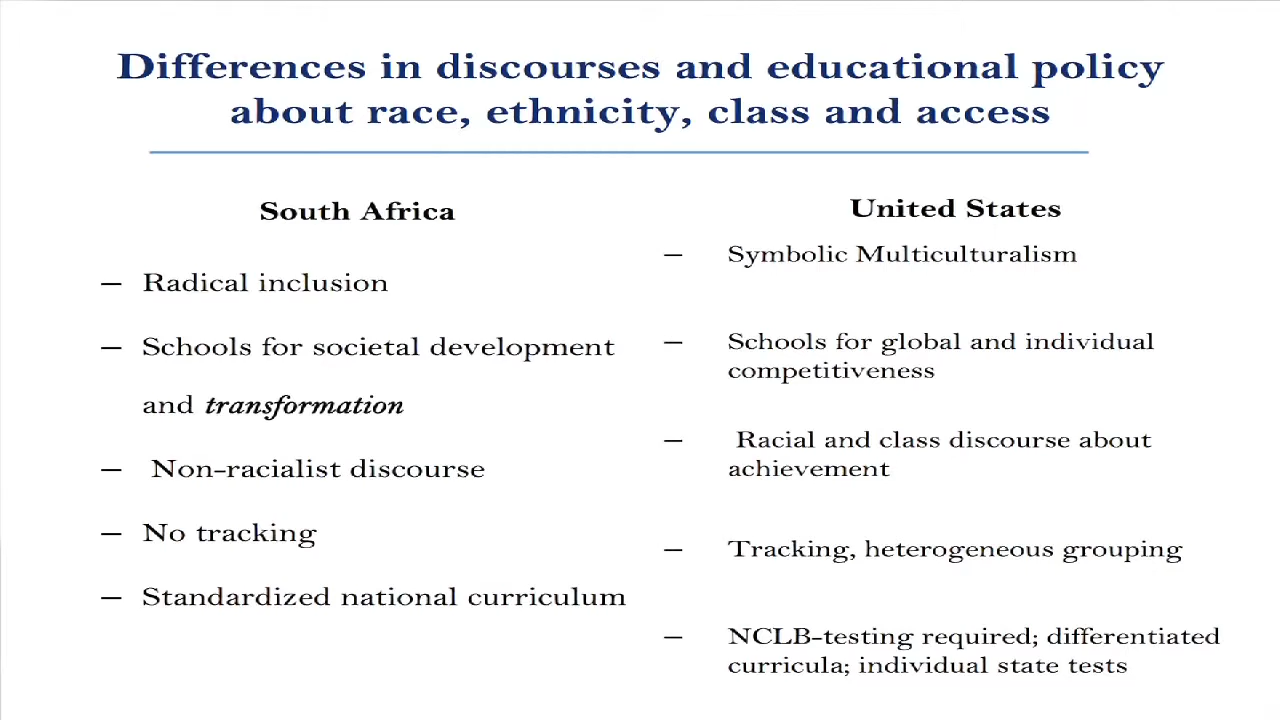 Differences in discourses and educational policy
about race, ethnicity, class and access
South Africa
– Radical inclusion
– Schools for societal development
and transformation
– Non-racialist discourse
– No tracking
– Standardized national curriculum
United States
– Symbolic Multiculturalism
– Schools for global and individual
competitiveness
– Racial and class discourse about
achievement
– Tracking, heterogeneous grouping
– NCLB-testing required; differentiated
curricula; individual state tests